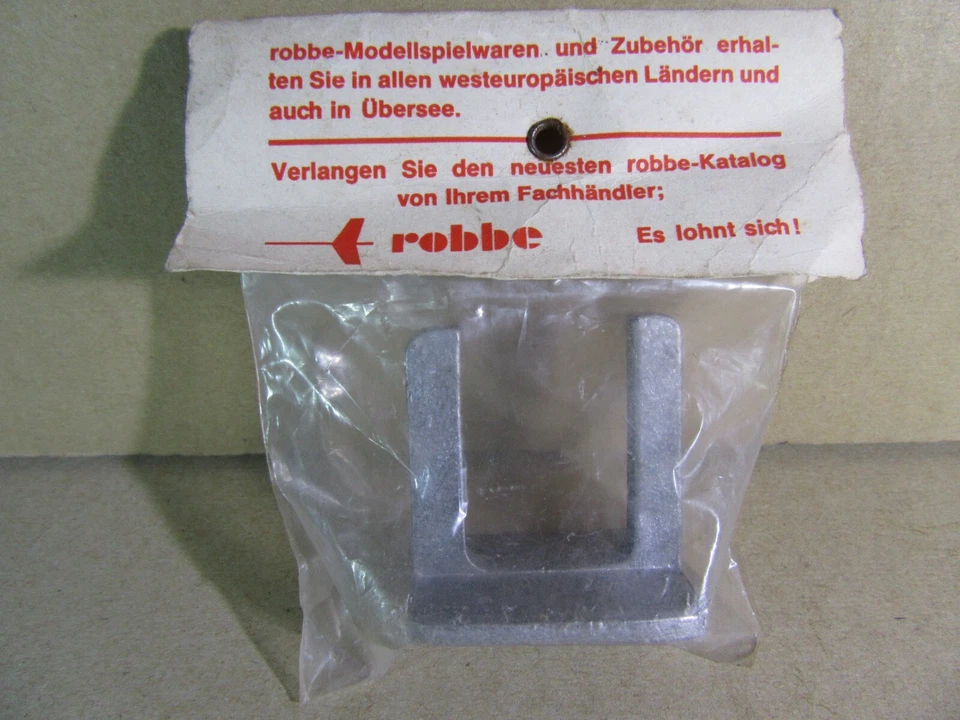 robbe-Modellspielwaren und Zubehör erhal-
ten Sie in allen westeuropäischen Ländern und
auch in Übersee.
Verlangen Sie den neuesten robbe-Katalog
von Ihrem Fachhändler;
robbe Es lohnt sich!